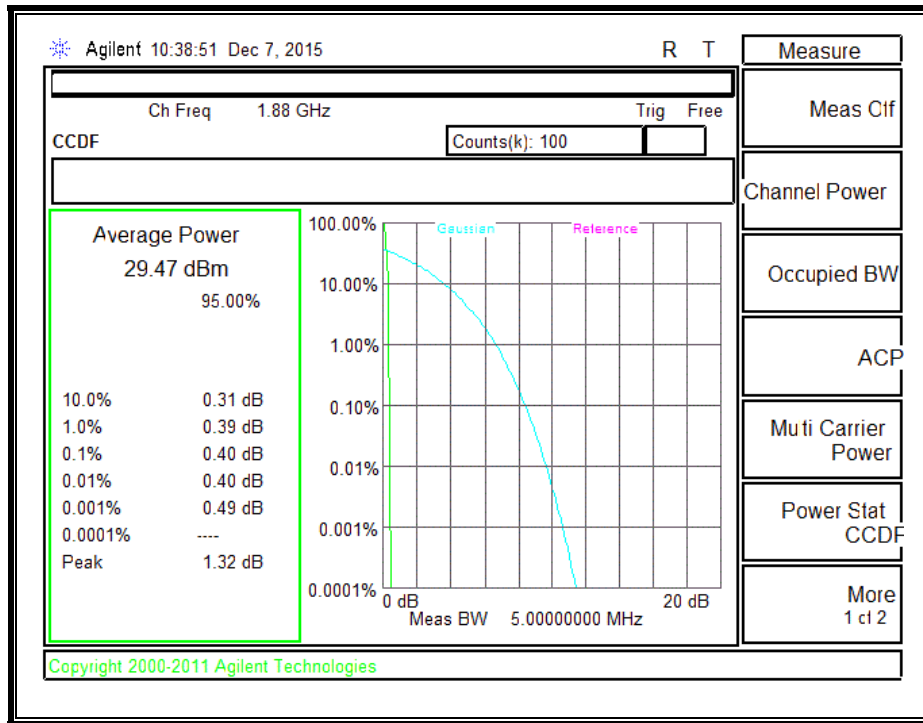 Agilent 10:38:51 Dec 7, 2015 R T
Measure
Ch Freq 1.88 GHz Trig Free
Meas Off
CCDF
Counts(k): 100
Channel Power
Average Power
29.47 dBm
95.00%
10.0% 0.31 dB
1.0% 0.39 dB
0.1% 0.40 dB
0.01% 0.40 dB
0.001% 0.49 dB
0.0001% ----
Peak 1.32 dB
Gaussian Reference
100.00%
10.00%
1.00%
0.10%
0.01%
0.001%
0.0001%
0 dB 20 dB
Meas BW 5.00000000 MHz
Occupied BW
ACP
Multi Carrier
Power
Power Stat
CCDF
More
1 of 2
Copyright 2000-2011 Agilent Technologies